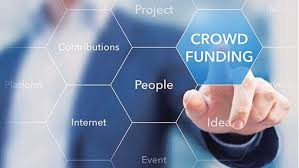 Project
Contributions
CROWD
FUNDING
Platform
People
Internet
Idea
Event